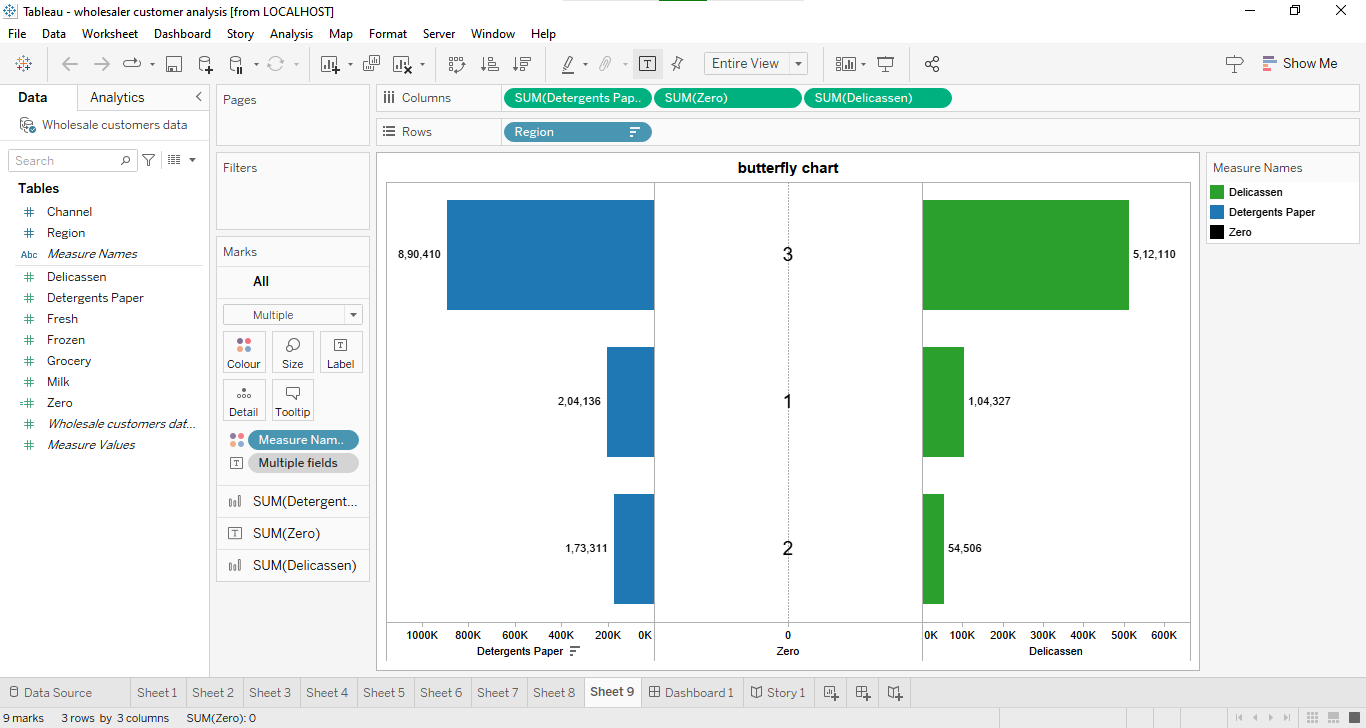 Tableau - wholesaler customer analysis [from LOCALHOST]
File Data Worksheet Dashboard Story Analysis Map Format Server Window Help
Entire View
Show Me
Data Analytics
Wholesale customers data
Search
Tables
Channel
Region
Abc Measure Names
Delicassen
Detergents Paper
Fresh
Frozen
Grocery
Milk
Zero
Wholesale customers dat...
Measure Values
Pages
Filters
Marks
All
Multiple
Colour Size Label
Detail Tooltip
Measure Nam..
Multiple fields
SUM(Detergent...
SUM(Zero)
SUM(Delicassen)
Columns SUM(Detergents Pap.. SUM(Zero) SUM(Delicassen)
Rows Region
butterfly chart
8,90,410 3 5,12,110
2,04,136 1 1,04,327
1,73,311 2 54,506
1000K 800K 600K 400K 200K 0K 0 0K 100K 200K 300K 400K 500K 600K
Detergents Paper Zero Delicassen
Measure Names
Delicassen
Detergents Paper
Zero
Data Source Sheet 1 Sheet 2 Sheet 3 Sheet 4 Sheet 5 Sheet 6 Sheet 7 Sheet 8 Sheet 9 Dashboard 1 Story 1
9 marks 3 rows by 3 columns SUM(Zero): 0